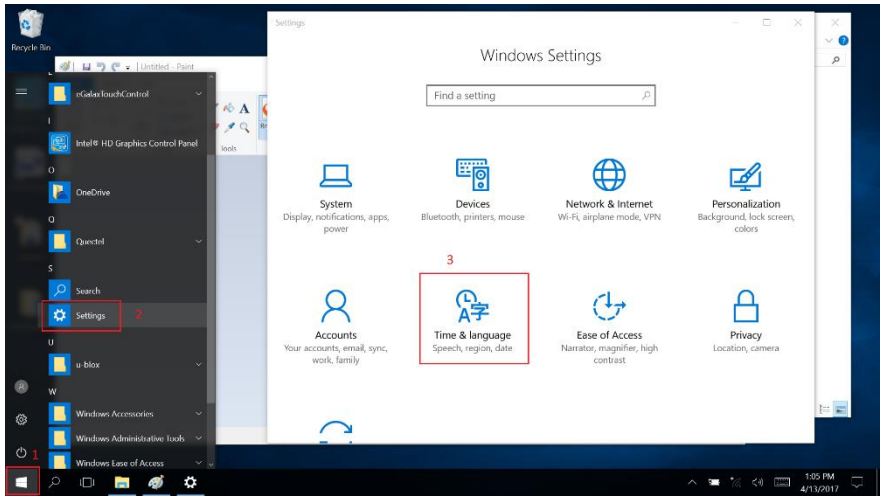 Recycle Bin
Untitled - Paint
A
Tools
eGalaxTouchControl
I
Intel® HD Graphics Control Panel
O
OneDrive
Q
Quectel
S
Search
Settings
2
U
u-blox
W
Windows Accessories
Windows Administrative Tools
Windows Ease of Access
1
Settings
Windows Settings
Find a setting
System
Display, notifications, apps,
power
Devices
Bluetooth, printers, mouse
Network & Internet
Wi-Fi, airplane mode, VPN
Personalization
Background, lock screen,
colors
3
Accounts
Your accounts, email, sync,
work, family
A字
Time & language
Speech, region, date
Ease of Access
Narrator, magnifier, high
contrast
Privacy
Location, camera
1:05 PM
4/13/2017